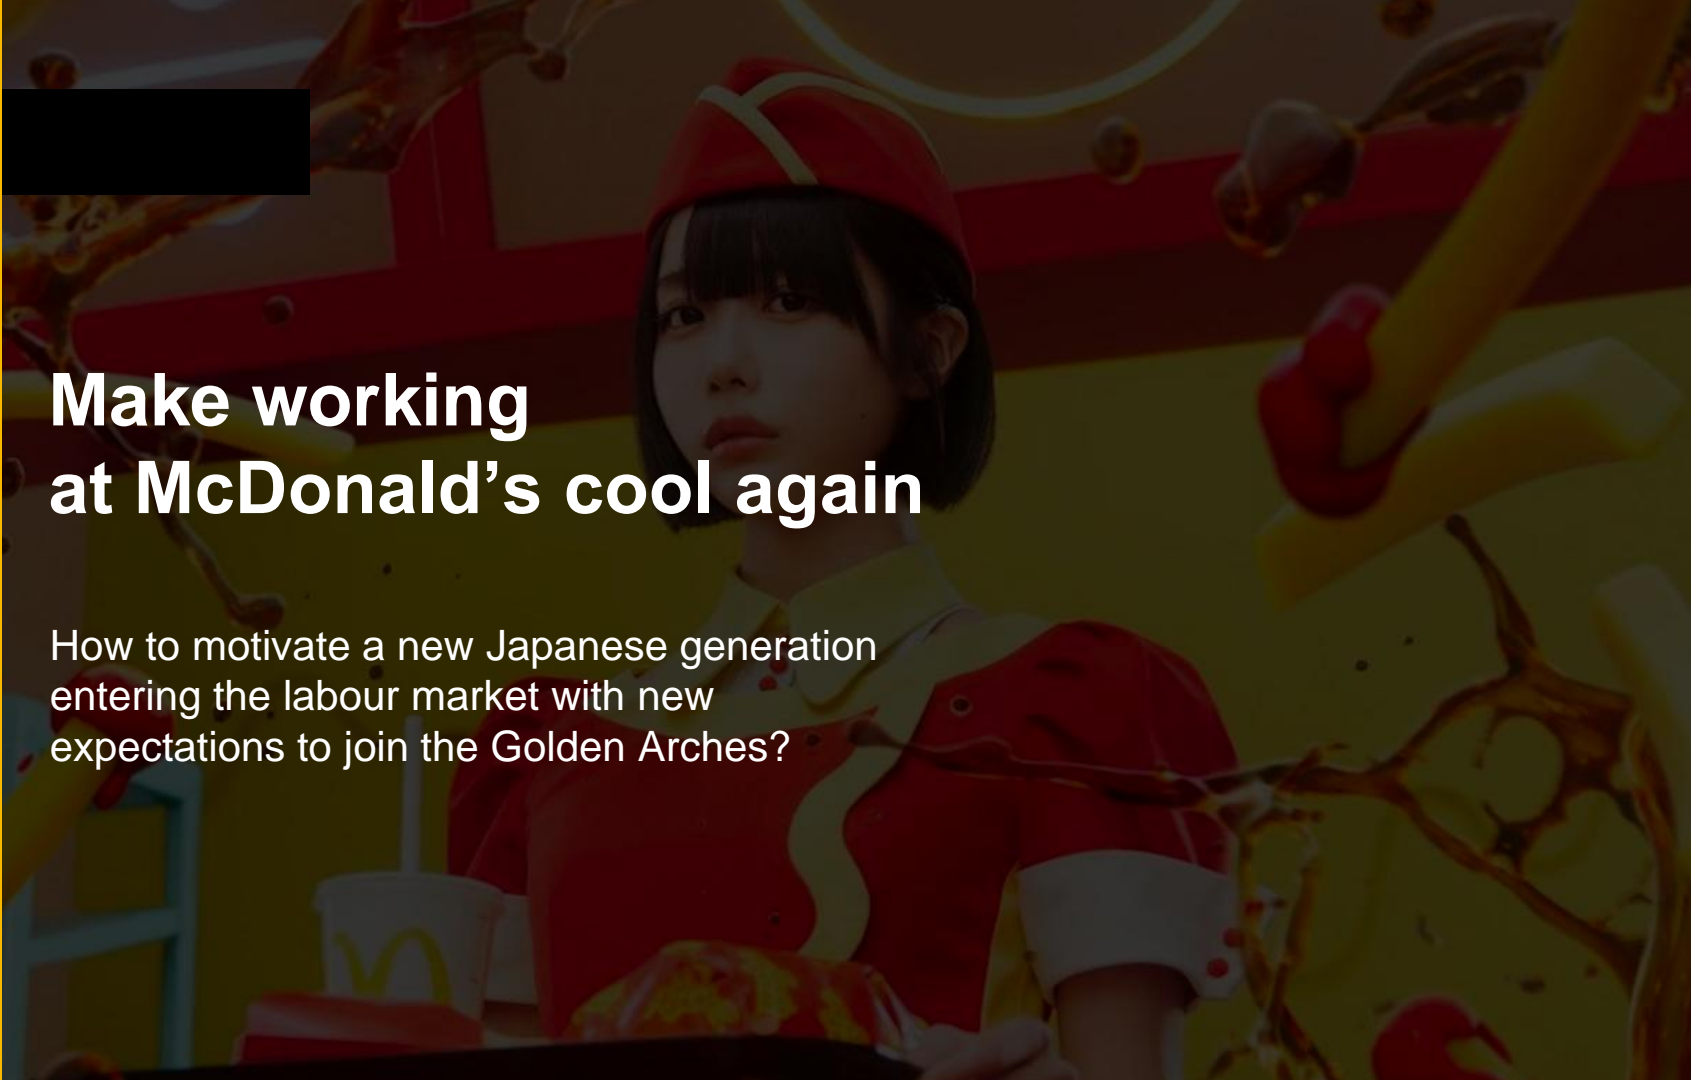 Make working
at McDonald’s cool again
How to motivate a new Japanese generation
entering the labour market with new
expectations to join the Golden Arches?